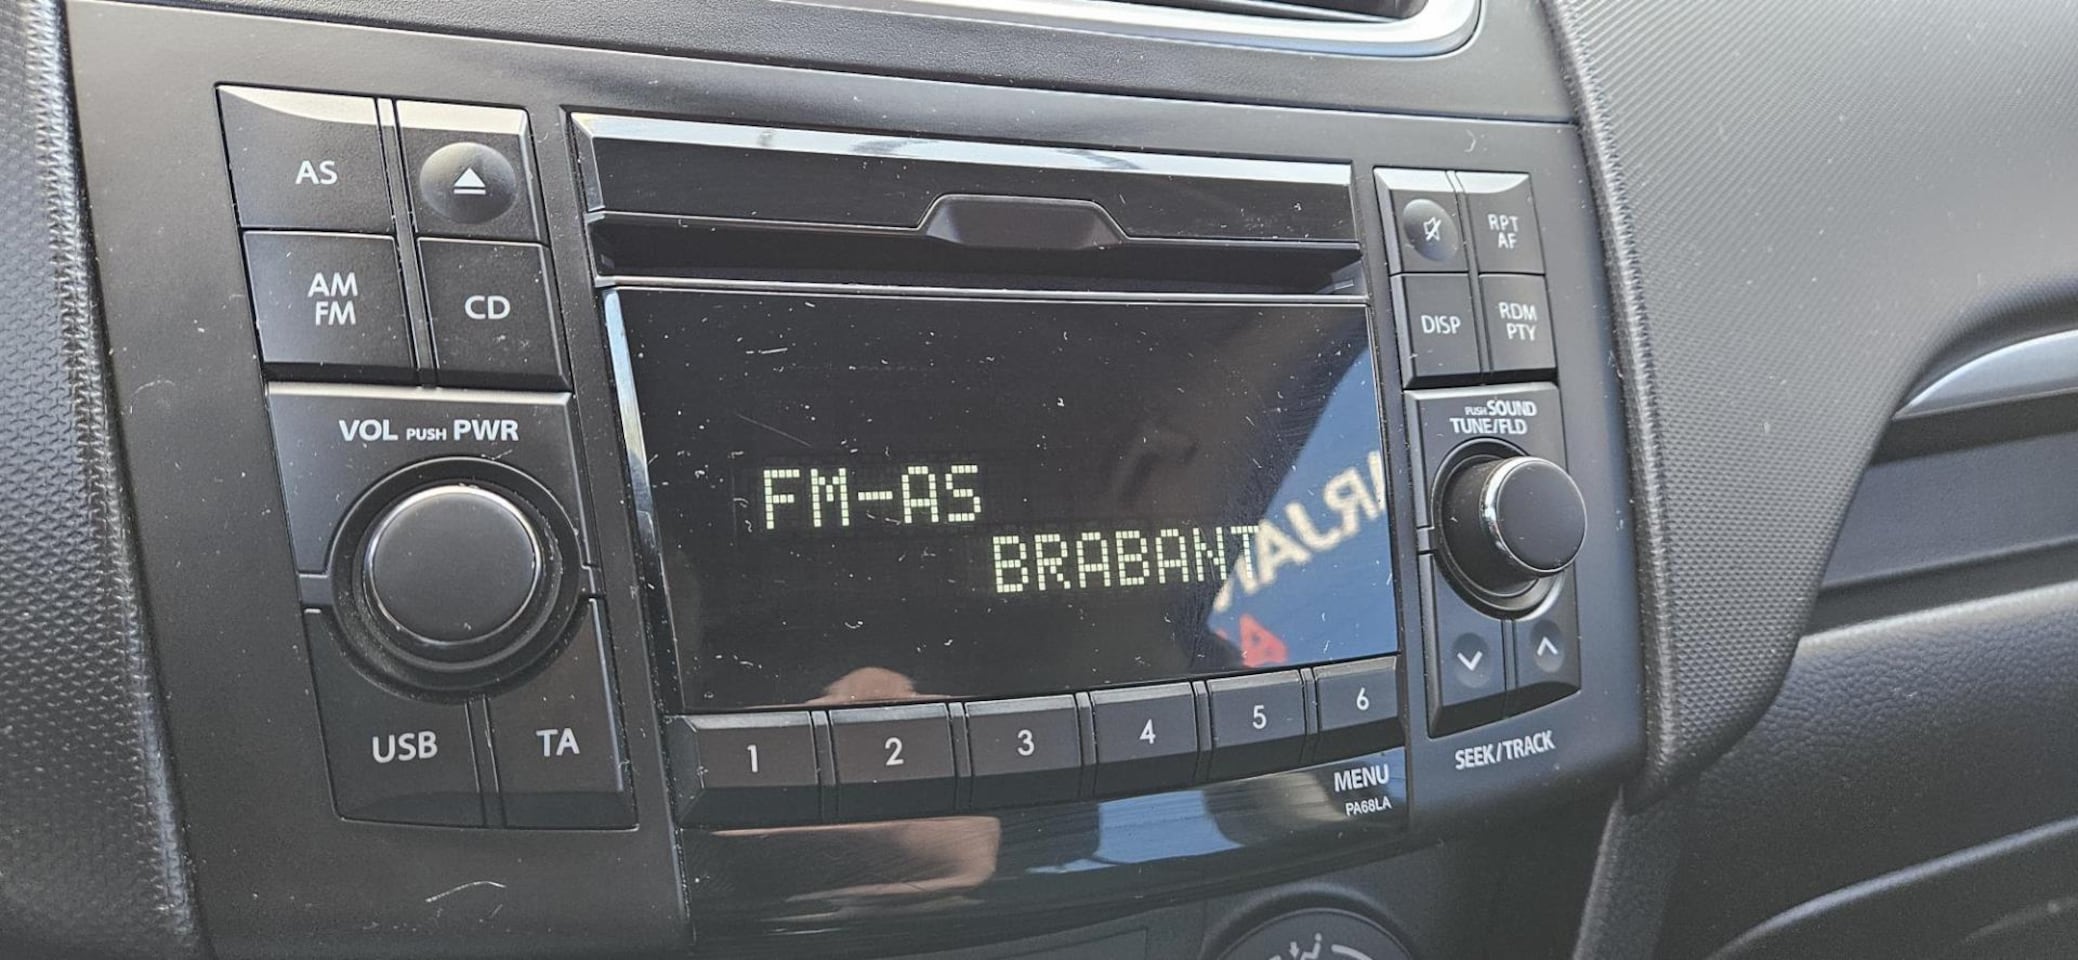 AS
AM
FM
CD
VOL PUSH PWR
USB
TA
FM-AS
BRABANT
1
2
3
4
5
6
MENU
PA68LA
RPT
AF
DISP
RDM
PTY
PUSH SOUND
TUNE/FLD
SEEK/TRACK